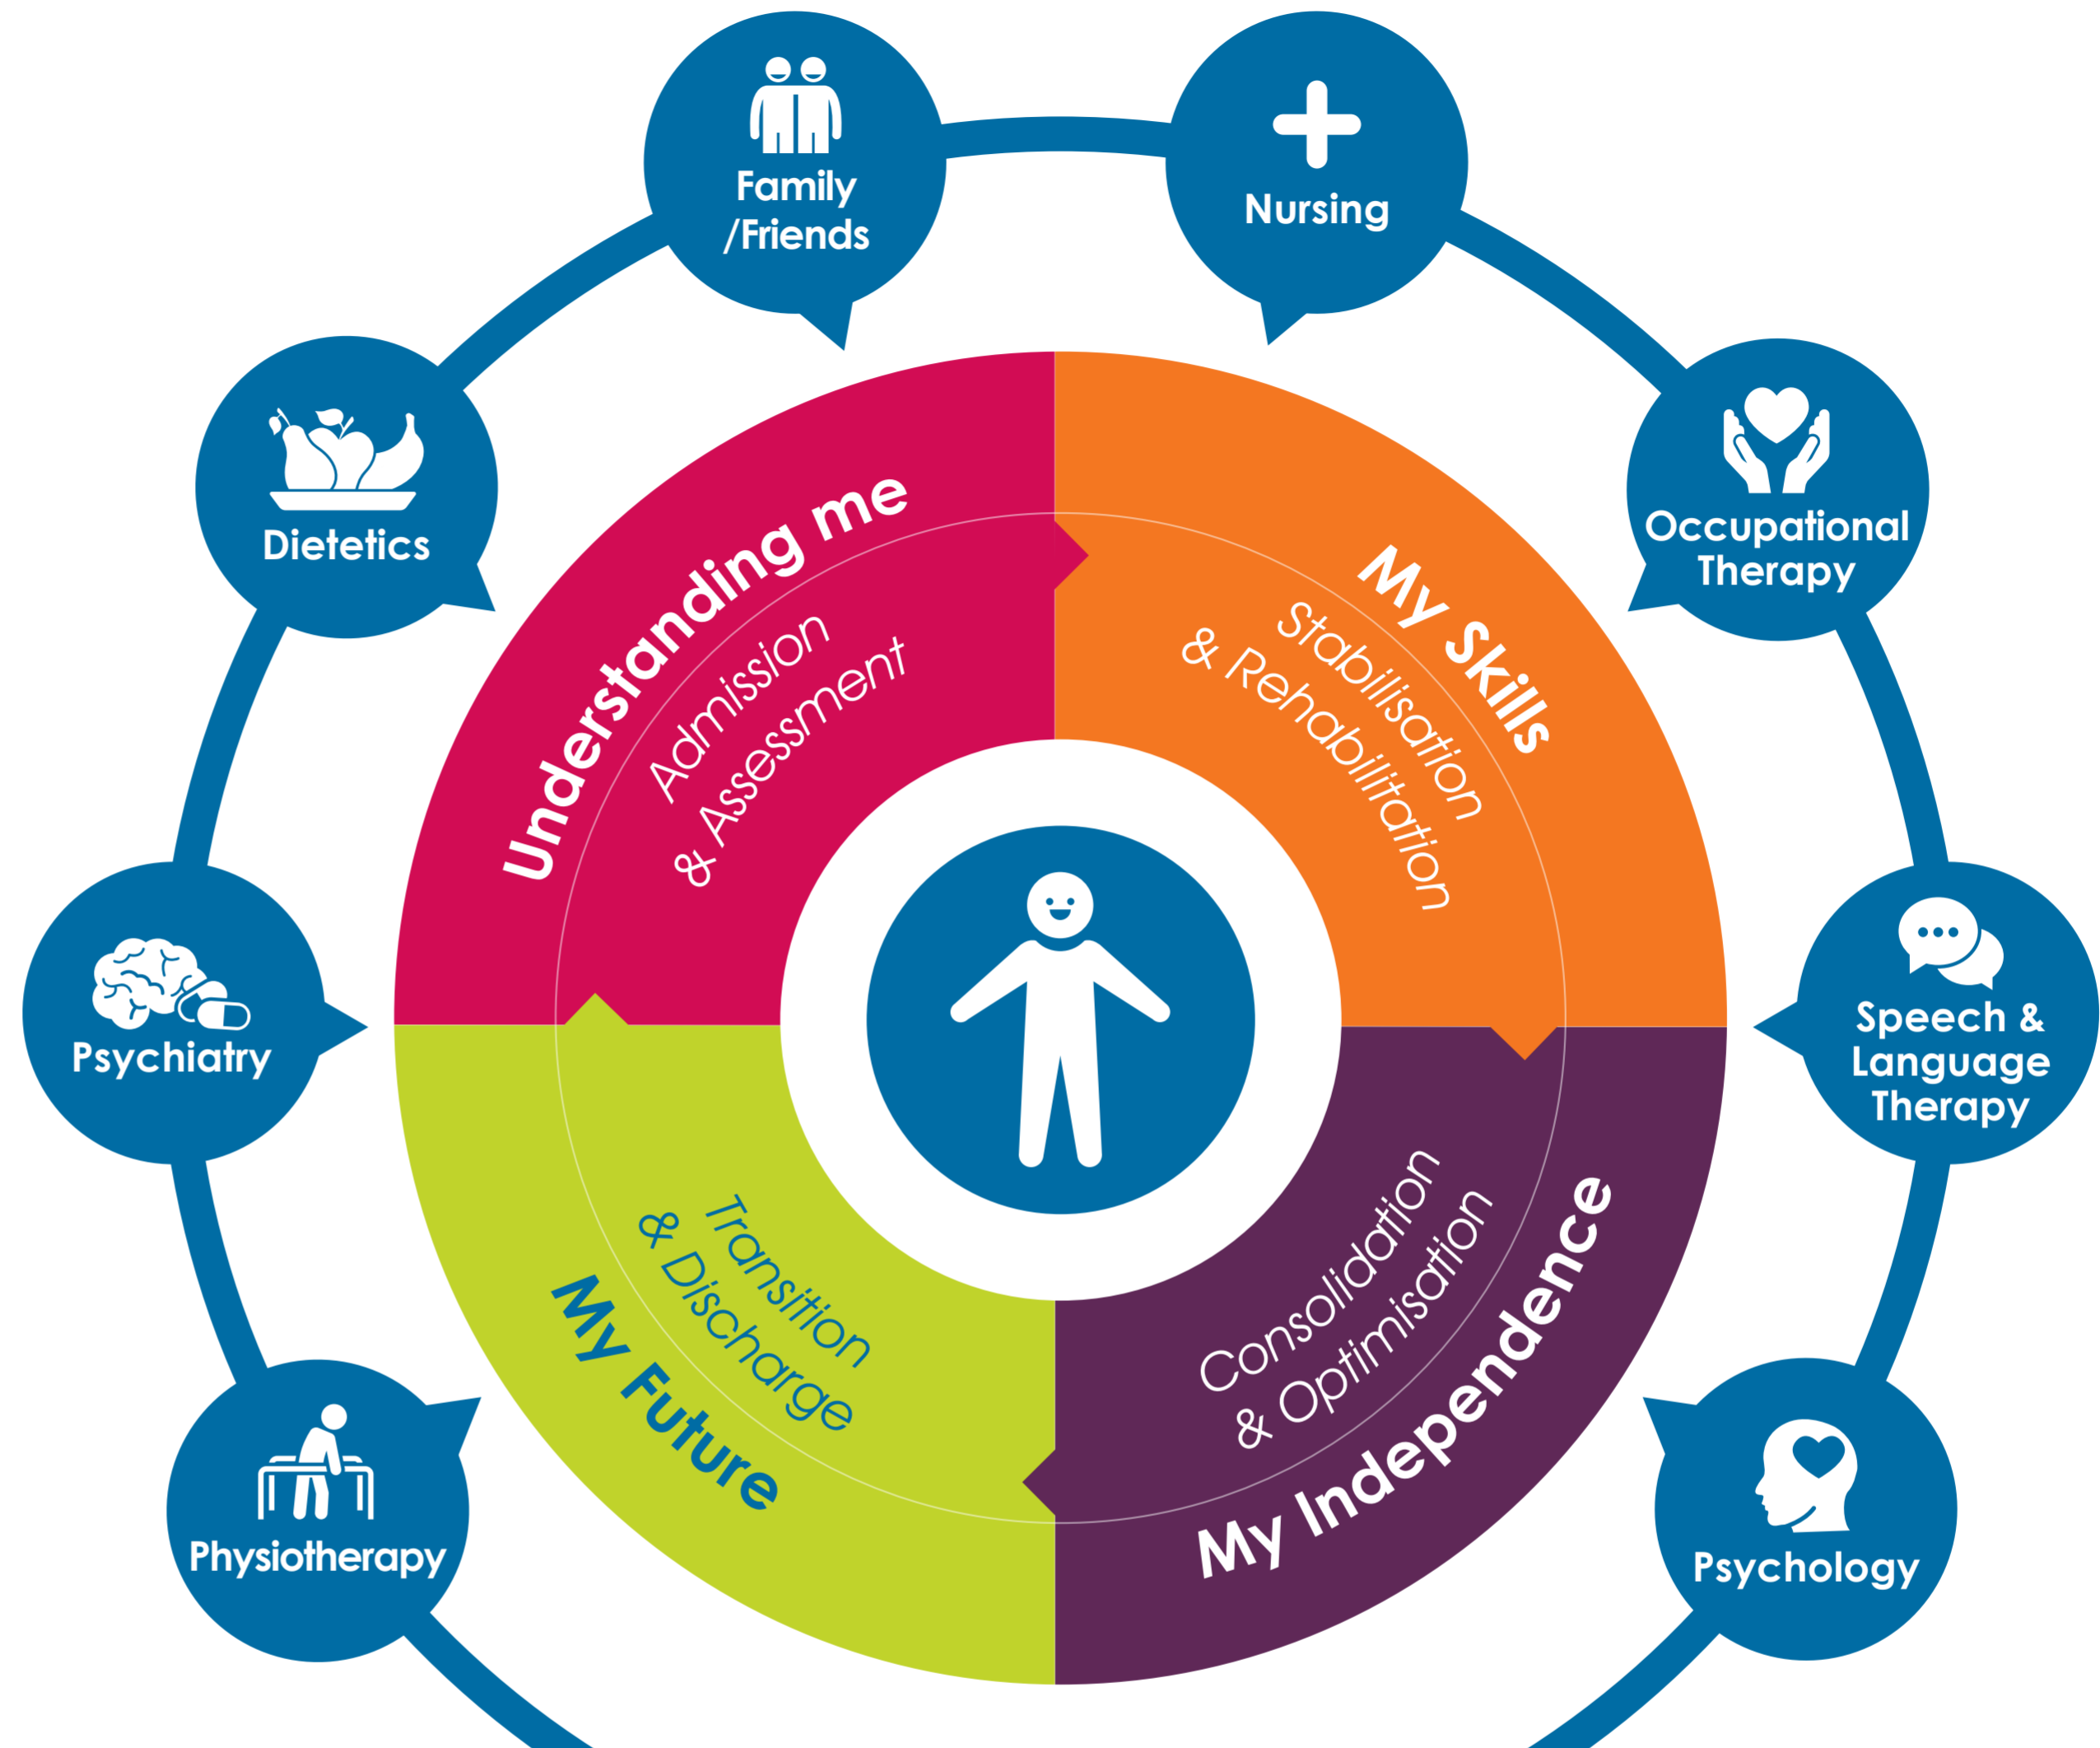 Family
/Friends
Nursing
Dietetics
Occupational
Therapy
Understanding me
Admission
& Assessment
My Skills
Stabilisation
& Rehabilitation
Psychiatry
Speech &
Language
Therapy
Transition
& Discharge
My Future
Consolidation
& Optimisation
My Independence
Physiotherapy
Psychology